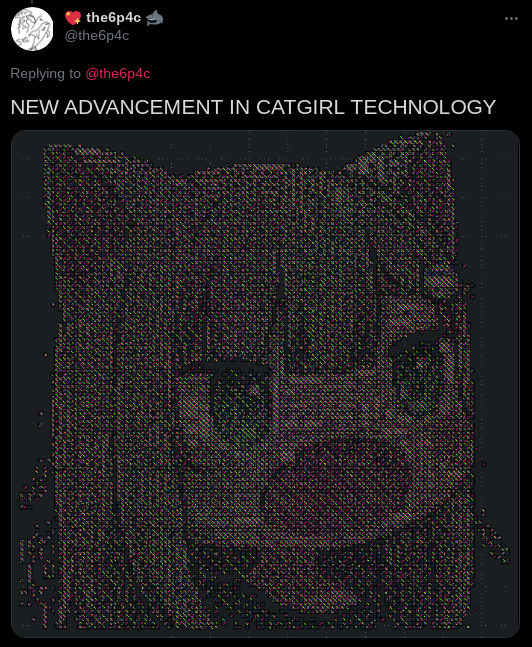 💖 the6p4c 🦈
@the6p4c
Replying to @the6p4c
NEW ADVANCEMENT IN CATGIRL TECHNOLOGY